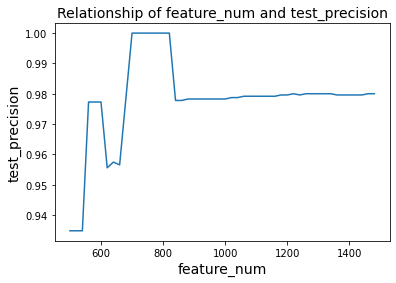 Relationship of feature_num and test_precision
1.00
0.99
0.98
0.97
0.96
0.95
0.94
test_precision
600 800 1000 1200 1400
feature_num